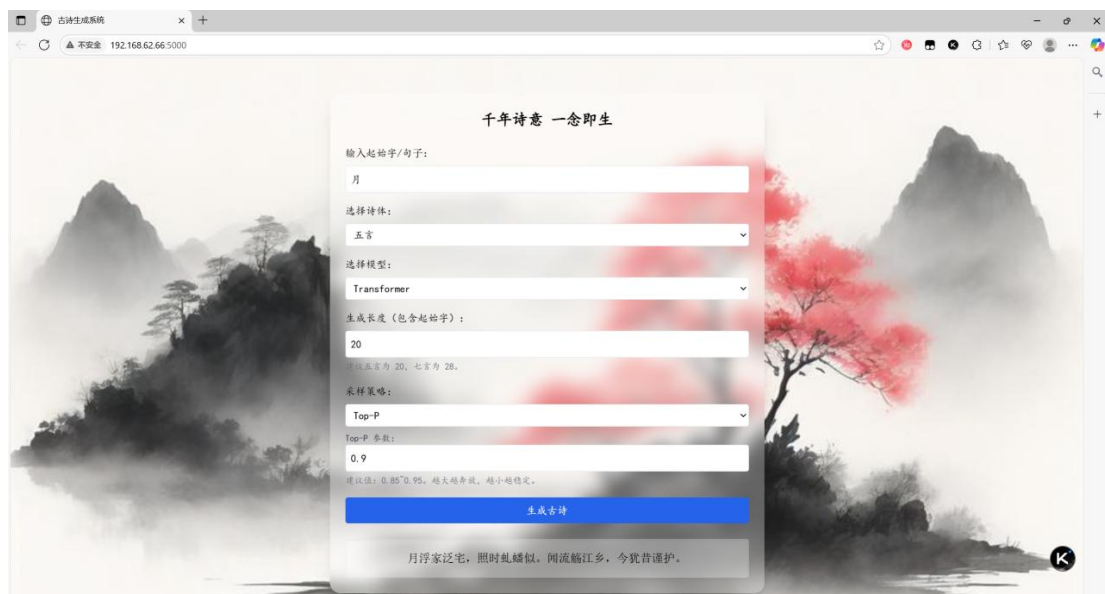 古诗生成系统
不安全 192.168.62.66:5000
千年诗意 一念即生
输入起始字/句子:
月
选择诗体:
五言
选择模型:
Transformer
生成长度（包含起始字）:
20
建议五言为 20, 七言为 28。
采样策略:
Top-P
Top-P 参数:
0.9
建议值: 0.85~0.95。越大越奔放, 越小越稳定。
生成古诗
月浮家泛宅，照时虬蟠似。闻流觞江乡，今犹昔谨护。
K